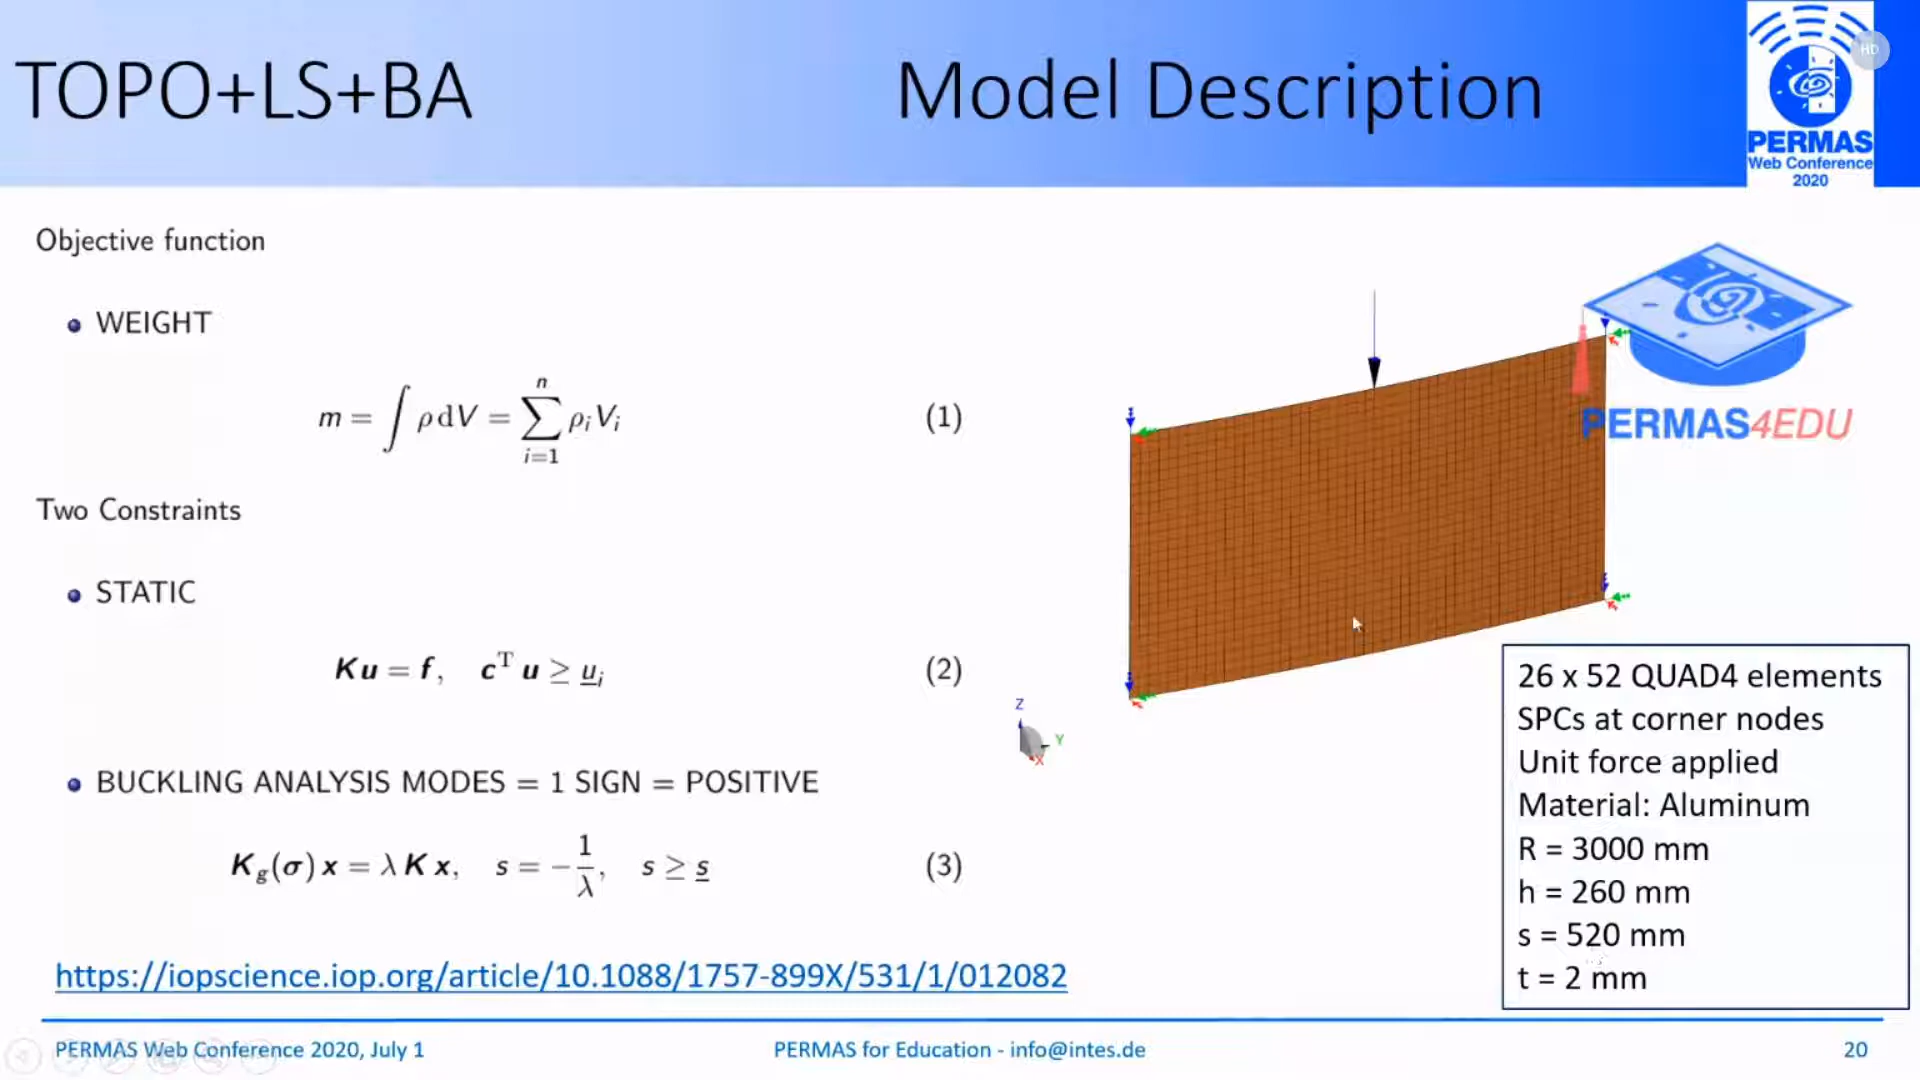 TOPO+LS+BA
Model Description
HD
PERMAS
Web Conference
2020
Objective function
WEIGHT
m = ∫ ρ dV = ∑ⁿᵢ₌₁ ρᵢ Vᵢ (1)
Two Constraints
STATIC
Ku = f, cᵀ u ≥ u̲ᵢ (2)
BUCKLING ANALYSIS MODES = 1 SIGN = POSITIVE
K_g(σ) x = λ K x, s = −1/λ, s ≥ s̲ (3)
https://iopscience.iop.org/article/10.1088/1757-899X/531/1/012082
PERMAS4EDU
Z
Y
X
26 x 52 QUAD4 elements
SPCs at corner nodes
Unit force applied
Material: Aluminum
R = 3000 mm
h = 260 mm
s = 520 mm
t = 2 mm
PERMAS Web Conference 2020, July 1
PERMAS for Education - info@intes.de
20